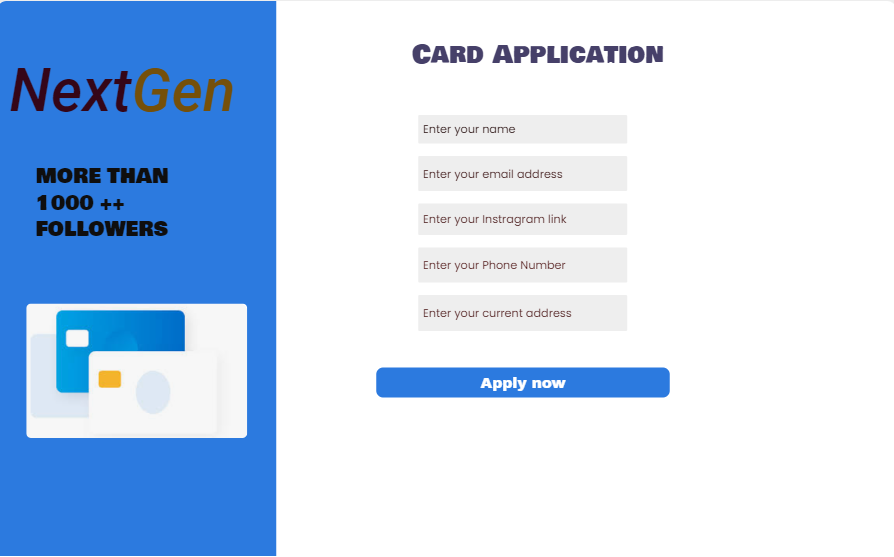 NextGen
MORE THAN
1000 ++
FOLLOWERS
Card Application
Enter your name
Enter your email address
Enter your Instragram link
Enter your Phone Number
Enter your current address
Apply now